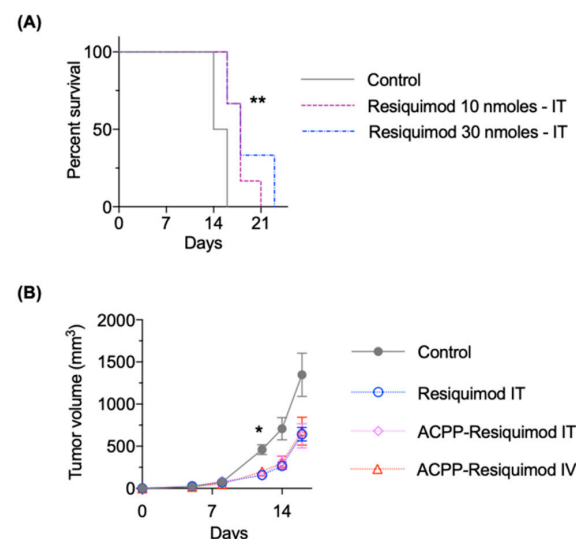 (A)
Percent survival
100
50
0
0 7 14 21
Days
**
Control
Resiquimod 10 nmoles - IT
Resiquimod 30 nmoles - IT
(B)
Tumor volume (mm³)
2000
1500
1000
500
0
0 7 14
Days
*
Control
Resiquimod IT
ACPP-Resiquimod IT
ACPP-Resiquimod IV